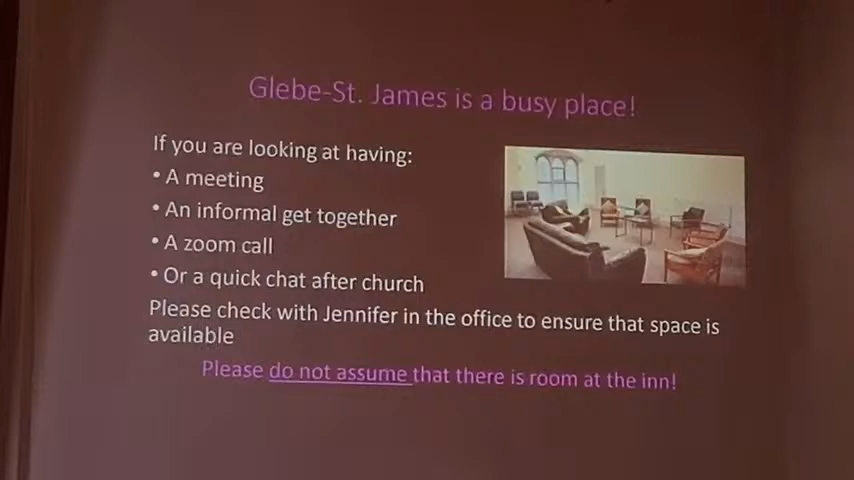 Glebe-St. James is a busy place!
If you are looking at having:
• A meeting
• An informal get together
• A zoom call
• Or a quick chat after church
Please check with Jennifer in the office to ensure that space is
available
Please do not assume that there is room at the inn!